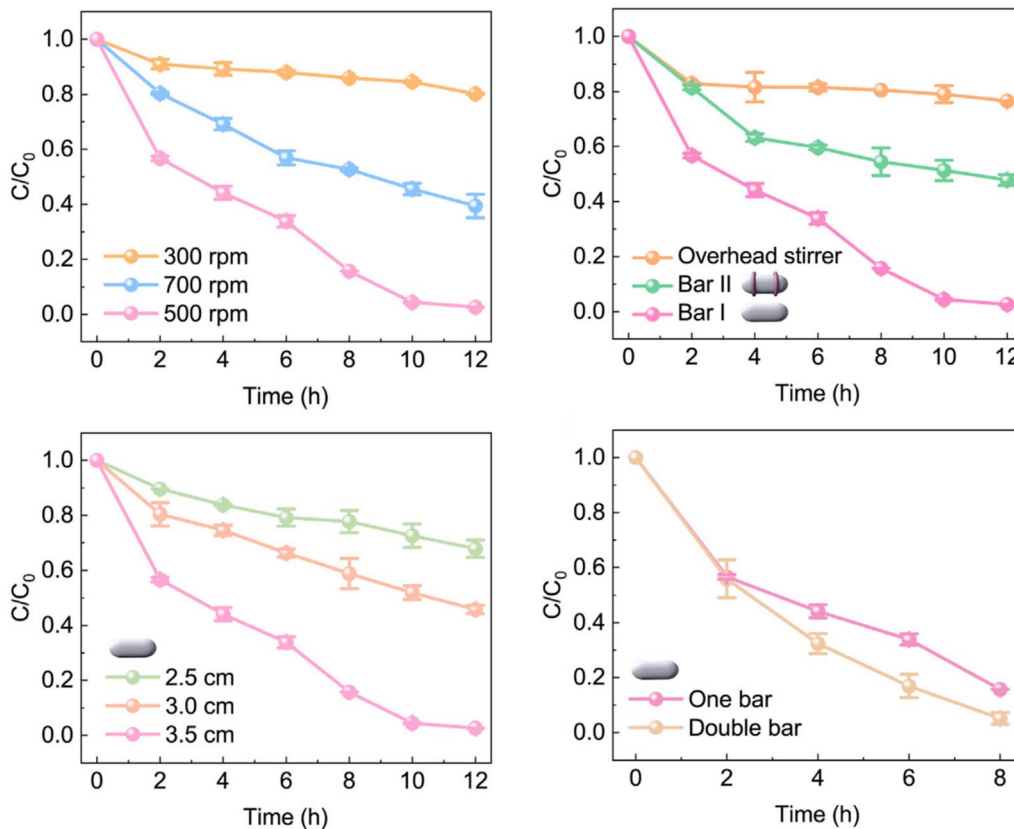 1.0
0.8
0.6
0.4
0.2
0.0
C/C₀
300 rpm
700 rpm
500 rpm
0 2 4 6 8 10 12
Time (h)
1.0
0.8
0.6
0.4
0.2
0.0
C/C₀
Overhead stirrer
Bar II
Bar I
0 2 4 6 8 10 12
Time (h)
1.0
0.8
0.6
0.4
0.2
0.0
C/C₀
2.5 cm
3.0 cm
3.5 cm
0 2 4 6 8 10 12
Time (h)
1.0
0.8
0.6
0.4
0.2
0.0
C/C₀
One bar
Double bar
0 2 4 6 8
Time (h)